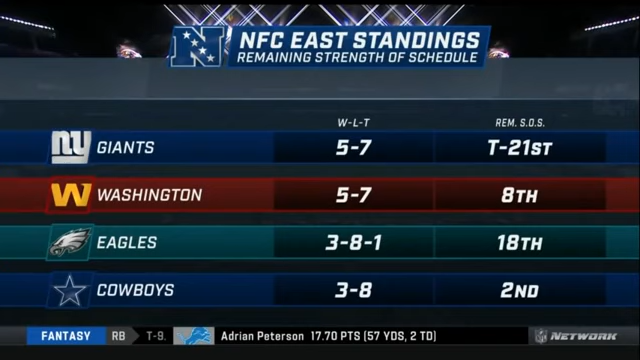 NFC EAST STANDINGS
REMAINING STRENGTH OF SCHEDULE
W-L-T REM. S.O.S.
ny GIANTS 5-7 T-21ST
W WASHINGTON 5-7 8TH
EAGLES 3-8-1 18TH
COWBOYS 3-8 2ND
FANTASY RB T-9. Adrian Peterson 17.70 PTS (57 YDS, 2 TD) NFL NETWORK